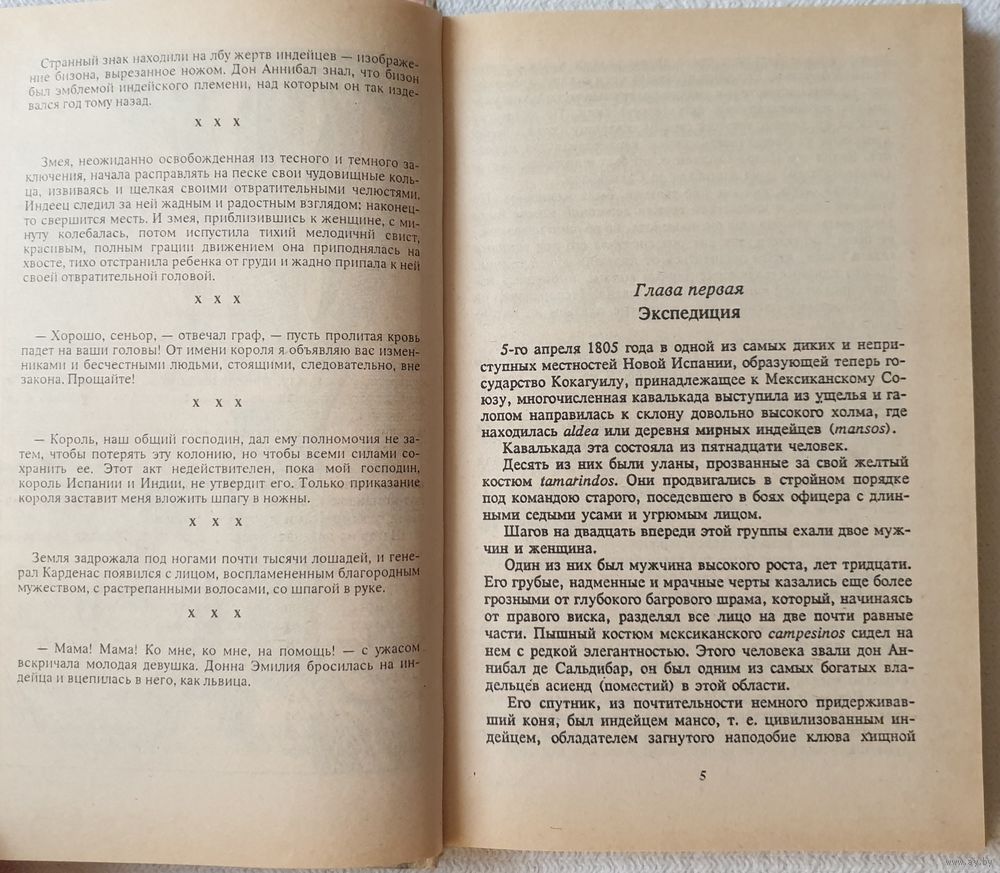 Странный знак находили на лбу жертв индейцев — изображе-
ние бизона, вырезанное ножом. Дон Аннибал знал, что бизон
был эмблемой индейского племени, над которым он так изде-
вался год тому назад.
X X X
Змея, неожиданно освобожденная из тесного и темного за-
ключения, начала расправлять на песке свои чудовищные коль-
ца, извиваясь и щелкая своими отвратительными челюстями.
Индеец следил за ней жадным и радостным взглядом: наконец-
то свершится месть. И змея, приблизившись к женщине, с ми-
нуту колебалась, потом испустила тихий мелодичний свист,
красивым, полным грации движением она приподнялась на
хвосте, тихо отстранила ребенка от груди и жадно припала к ней
своей отвратительной головой.
X X X
— Хорошо, сеньор, — отвечал граф, — пусть пролитая кровь
падет на ваши головы! От имени короля я объявляю вас измен-
никами и бесчестными людьми, стоящими, следовательно, вне
закона. Прощайте!
X X X
— Король, наш общий господин, дал ему полномочия не за-
тем, чтобы потерять эту колонию, но чтобы всеми силами со-
хранить ее. Этот акт недействителен, пока мой господин,
король Испании и Индии, не утвердит его. Только приказание
короля заставит меня вложить шпагу в ножны.
X X X
Земля задрожала под ногами почти тысячи лошадей, и гене-
рал Карденас появился с лицом, воспламененным благородным
мужеством, с растрепанными волосами, со шпагой в руке.
X X X
— Мама! Мама! Ко мне, ко мне, на помощь! — с ужасом
вскричала молодая девушка. Донна Эмилия бросилась на ин-
дейца и вцепилась в него, как львица.
Глава первая
Экспедиция
5-го апреля 1805 года в одной из самых диких и непри-
ступных местностей Новой Испании, образующей теперь го-
сударство Кокагуилу, принадлежащее к Мексиканскому Со-
юзу, многочисленная кавалькада выступила из ущелья и га-
лопом направилась к склону довольно высокого холма, где
находилась aldea или деревня мирных индейцев (mansos).
Кавалькада эта состояла из пятнадцати человек.
Десять из них были уланы, прозванные за свой желтый
костюм tamarindos. Они продвигались в стройном порядке
под командою старого, поседевшего в боях офицера с длин-
ными седыми усами и угрюмым лицом.
Шагов на двадцать впереди этой группы ехали двое муж-
чин и женщина.
Один из них был мужчина высокого роста, лет тридцати.
Его грубые, надменные и мрачные черты казались еще более
грозными от глубокого багрового шрама, который, начинаясь
от правого виска, разделял все лицо на две почти равные
части. Пышный костюм мексиканского campesinos сидел на
нем с редкой элегантностью. Этого человека звали дон Ан-
нибал де Сальдибар, он был одним из самых богатых вла-
дельцев асиенд (поместий) в этой области.
Его спутник, из почтительности немного придерживав-
ший коня, был индейцем мансо, т. е. цивилизованным ин-
дейцем, обладателем загнутого наподобие клюва хищной
5
www.ay.by